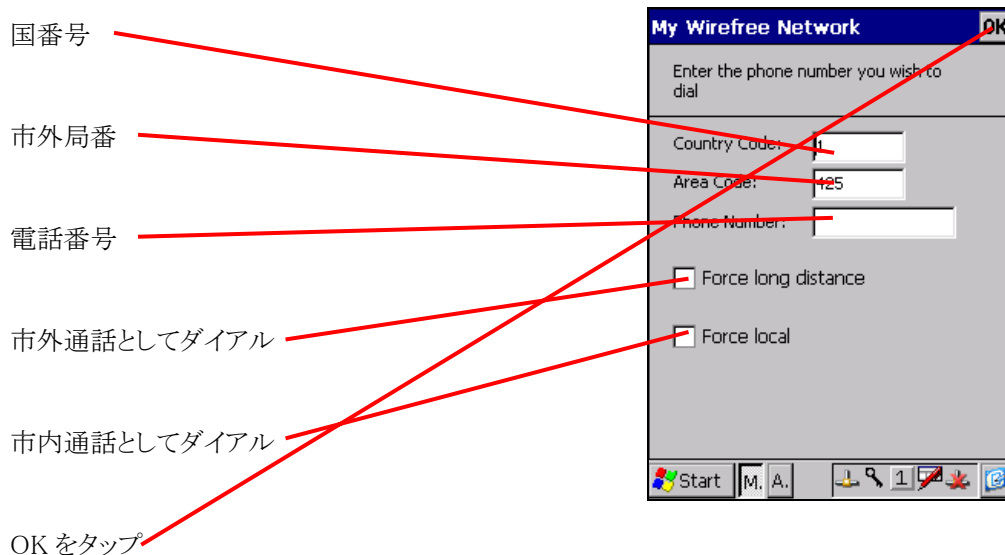 国番号
市外局番
電話番号
市外通話としてダイアル
市内通話としてダイアル
OK をタップ
My Wirefree Network OK
Enter the phone number you wish to
dial
Country Code: 1
Area Code: 425
Phone Number:
Force long distance
Force local
Start M. A. 1